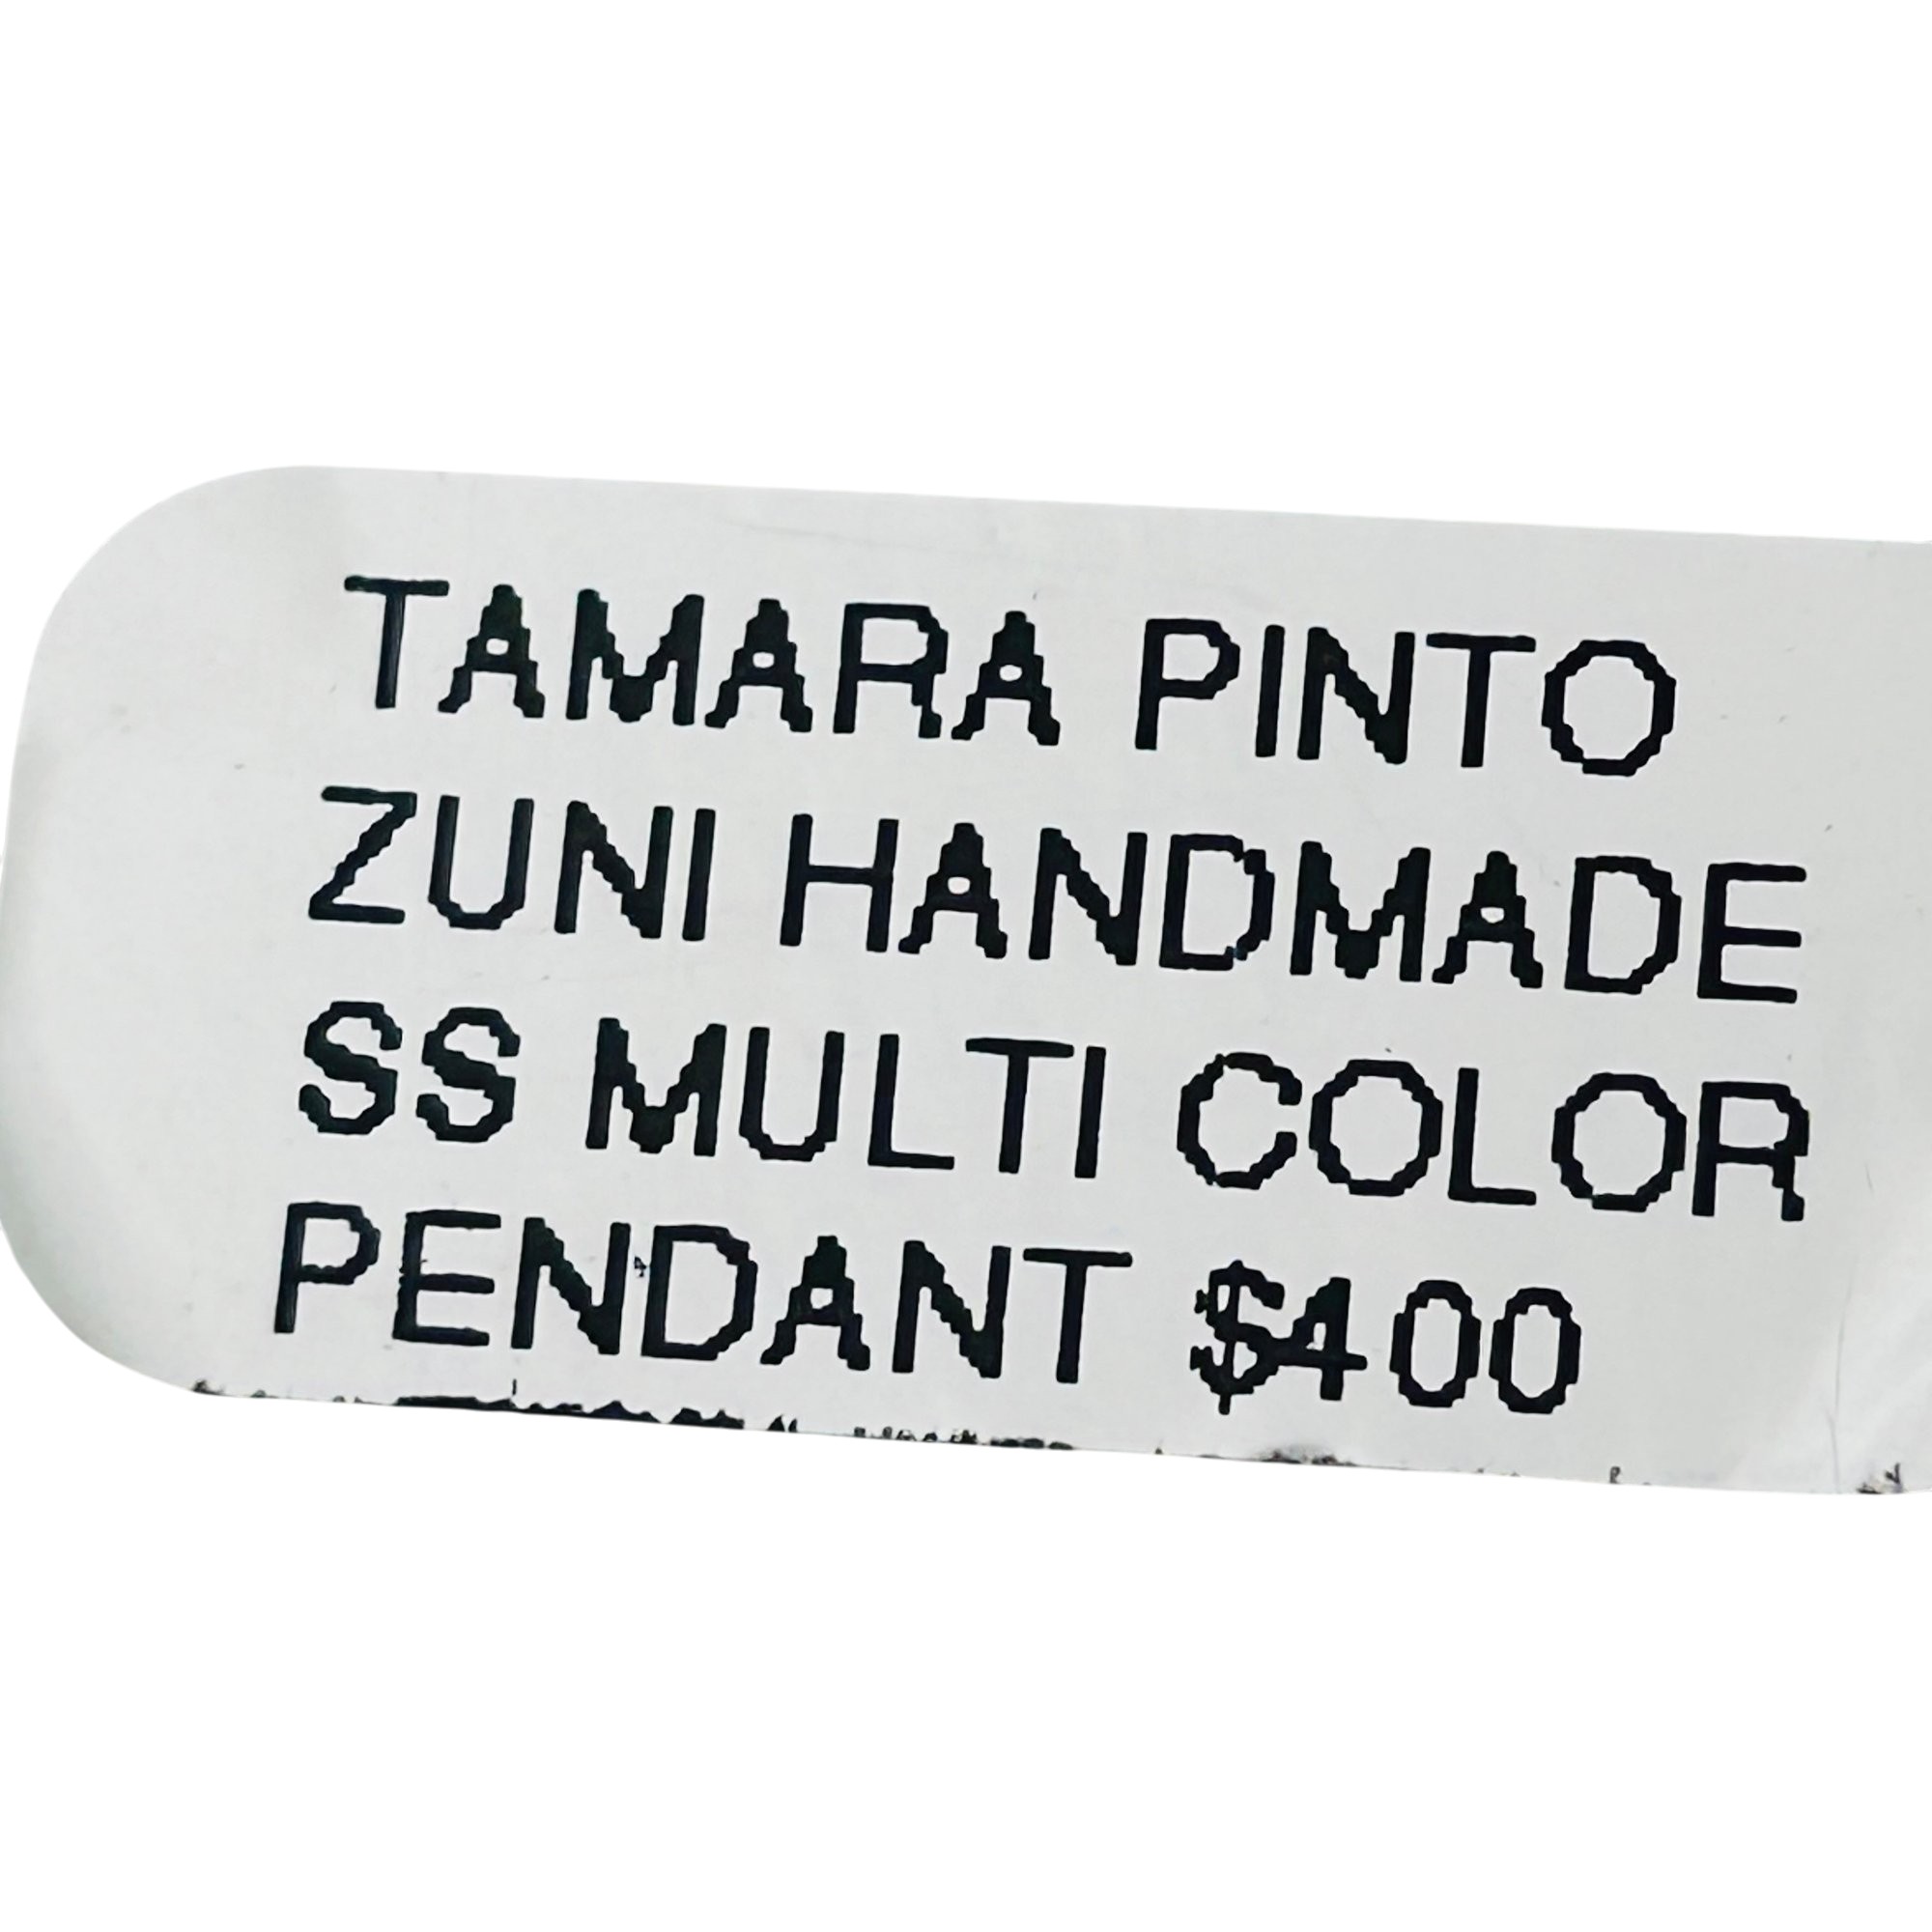 TAMARA PINTO
ZUNI HANDMADE
SS MULTI COLOR
PENDANT $400